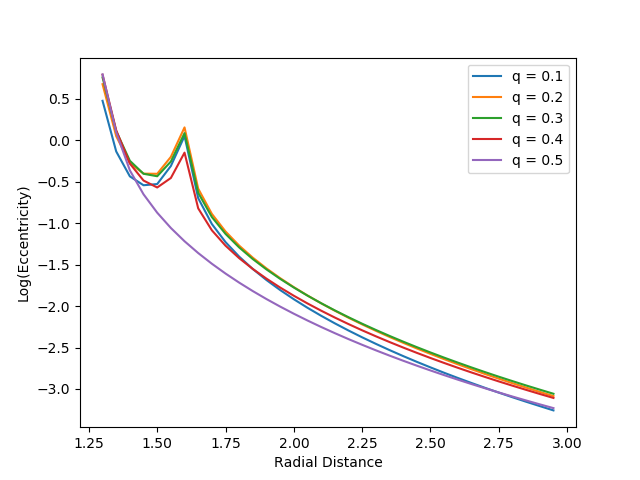 q = 0.1
q = 0.2
q = 0.3
q = 0.4
q = 0.5
Log(Eccentricity)
0.5
0.0
−0.5
−1.0
−1.5
−2.0
−2.5
−3.0
1.25 1.50 1.75 2.00 2.25 2.50 2.75 3.00
Radial Distance